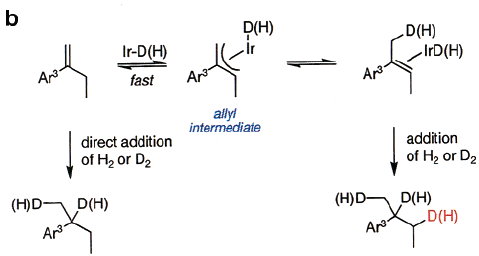 b
Ir-D(H)
fast
Ar3
D(H)
Ir
Ar3
allyl
intermediate
D(H)
IrD(H)
Ar3
direct addition
of H2 or D2
addition
of H2 or D2
(H)D
D(H)
Ar3
(H)D
D(H)
D(H)
Ar3